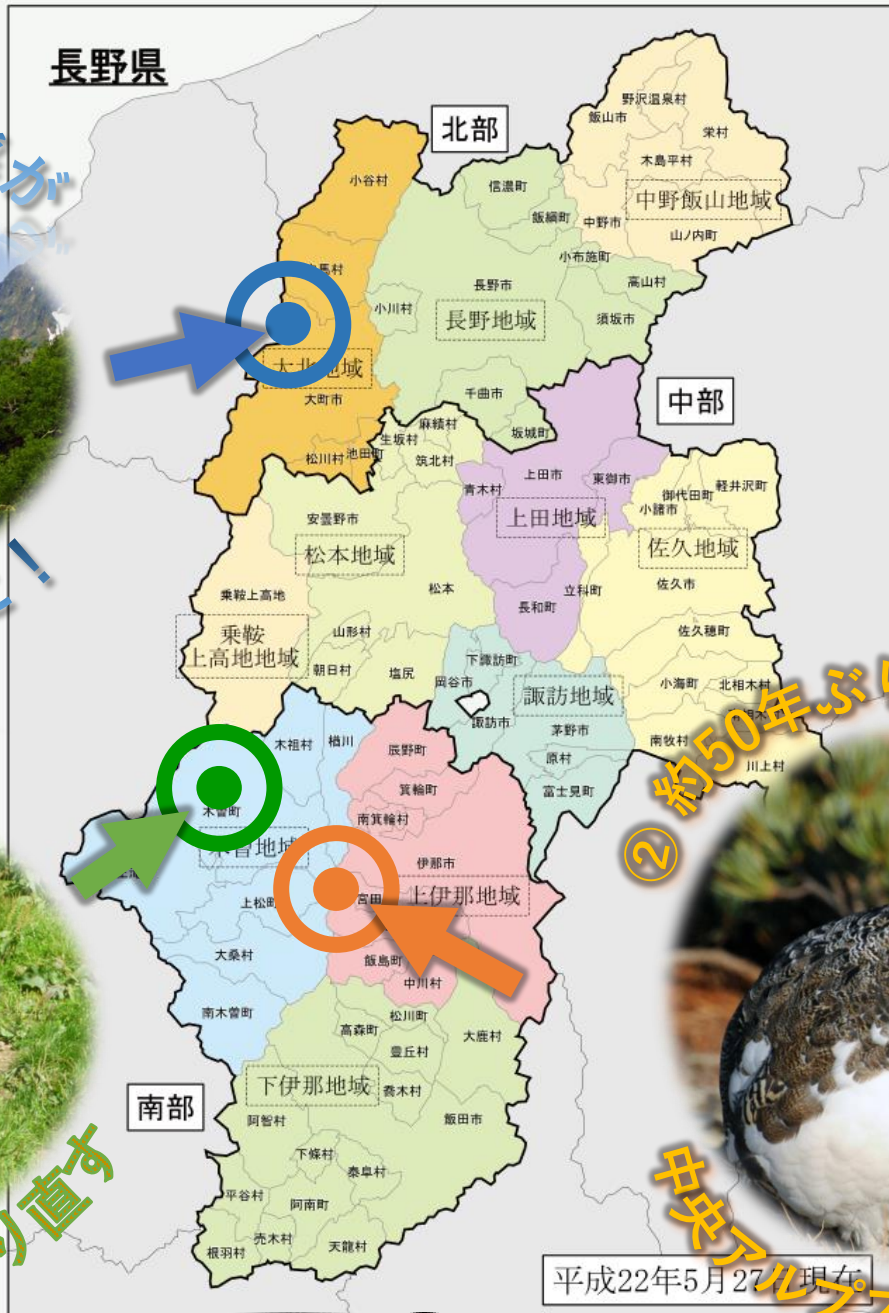 長野県
北部
が
小谷村
野沢温泉村
飯山市
栄村
木島平村
信濃町
飯綱町
中野市
中野飯山地域
山ノ内町
小布施町
高山村
長野市
小川村
長野地域
須坂市
馬村
大北地域
大町市
千曲市
坂城町
中部
松川村
池田町
生坂村
麻績村
筑北村
青木村
上田市
東御市
上田地域
御代田町
軽井沢町
小諸市
佐久地域
安曇野市
松本地域
松本
乗鞍上高地
乗鞍
上高地地域
山形村
朝日村
塩尻
長和町
立科町
佐久市
佐久穂町
下諏訪町
岡谷市
諏訪地域
諏訪市
茅野市
原村
富士見町
小海町
北相木村
南牧村
川上村
木祖村
楢川
辰野町
箕輪町
南箕輪村
木曽町
木曽地域
② 約50年ぶり
伊那市
上松町
宮田
上伊那地域
大桑村
飯島町
中川村
南木曽町
松川町
高森町
大鹿村
豊丘村
下伊那地域
喬木村
南部
阿智村
飯田市
下條村
泰阜村
平谷村
阿南町
売木村
根羽村
天龍村
り直す
中央アルプス
平成22年5月27日現在